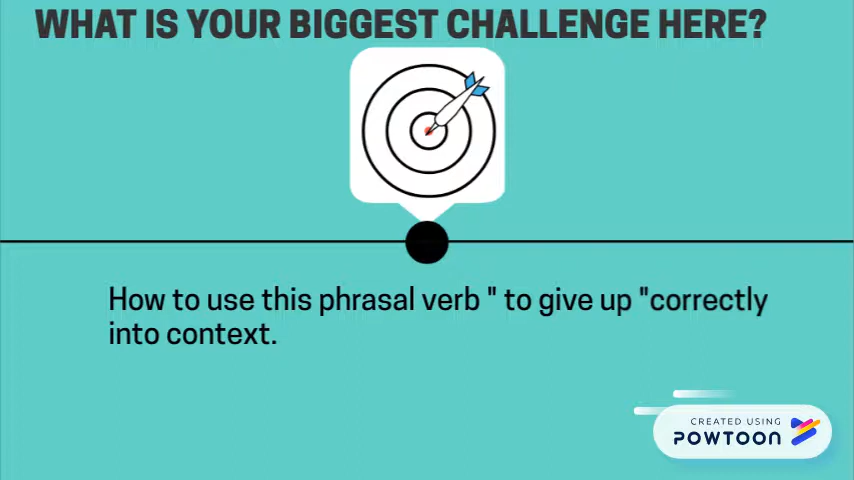 WHAT IS YOUR BIGGEST CHALLENGE HERE?
How to use this phrasal verb " to give up "correctly
into context.
CREATED USING
POWTOON